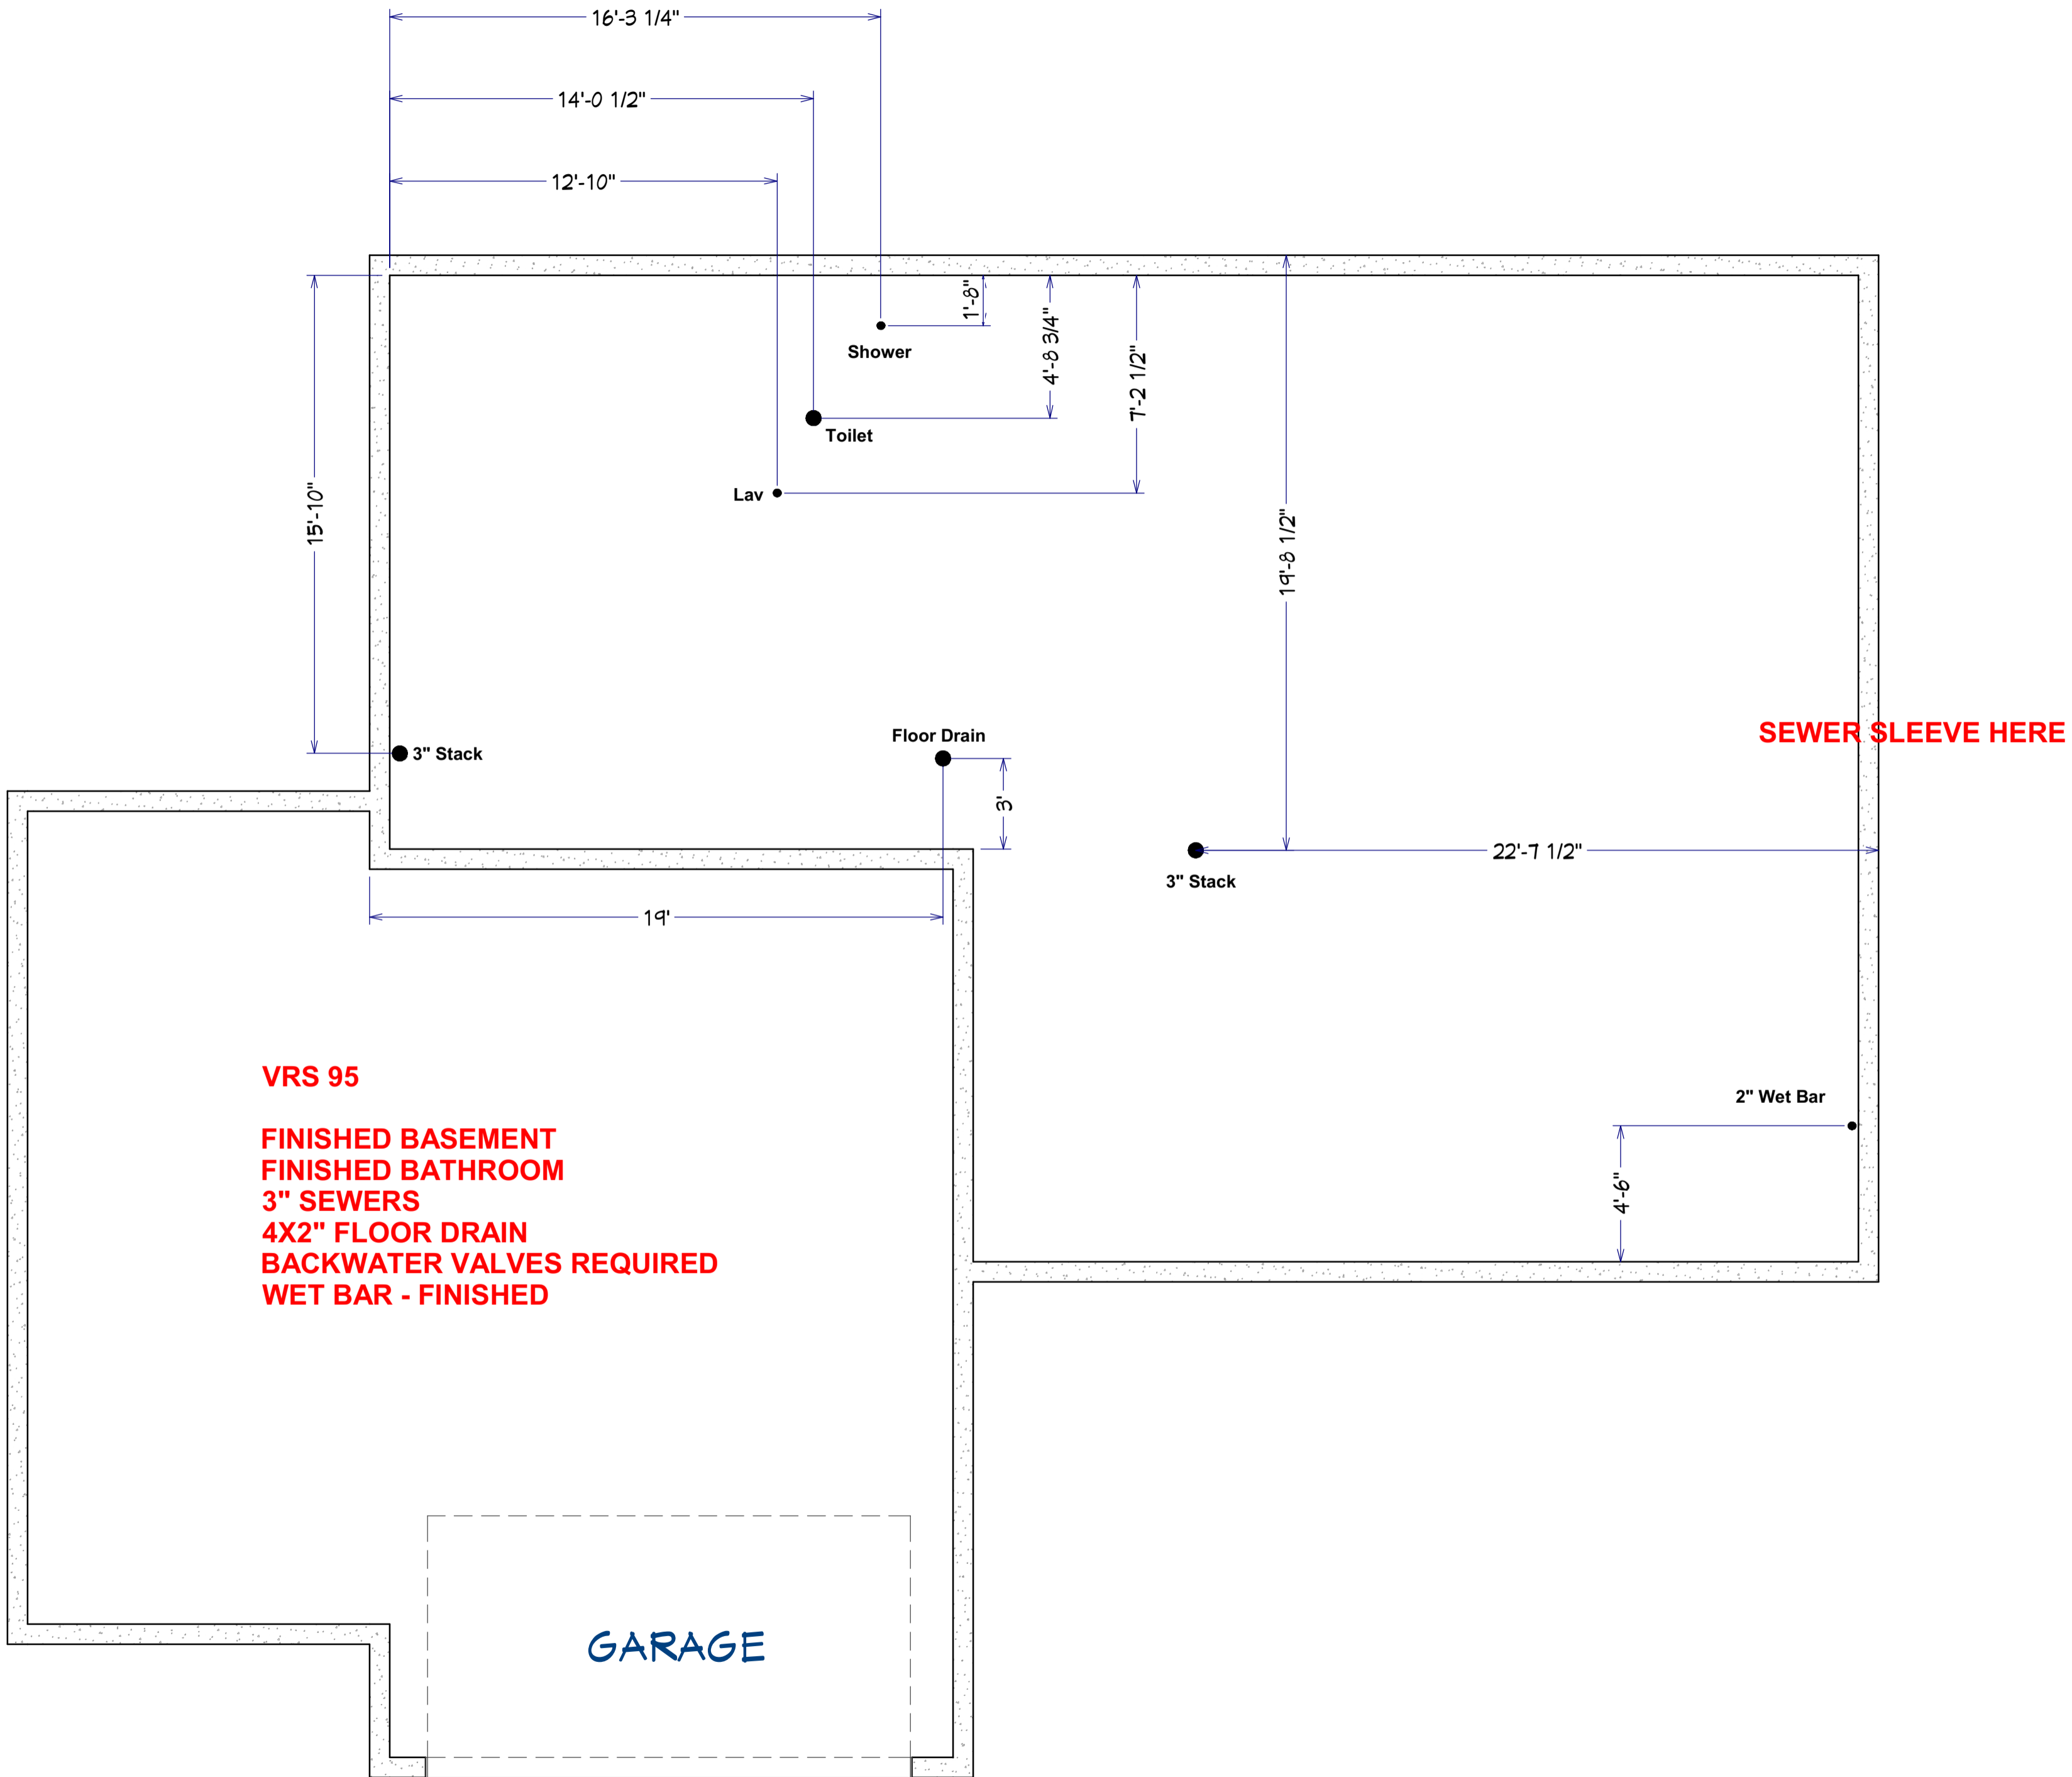 16'-3 1/4"
14'-0 1/2"
12'-10"
1'-8"
Shower
4'-8 3/4"
7'-2 1/2"
Toilet
Lav
15'-10"
19'-8 1/2"
SEWER SLEEVE HERE
Floor Drain
3" Stack
3'
22'-7 1/2"
3" Stack
19'
VRS 95
2" Wet Bar
FINISHED BASEMENT
FINISHED BATHROOM
3" SEWERS
4'-6"
4X2" FLOOR DRAIN
BACKWATER VALVES REQUIRED
WET BAR - FINISHED
GARAGE